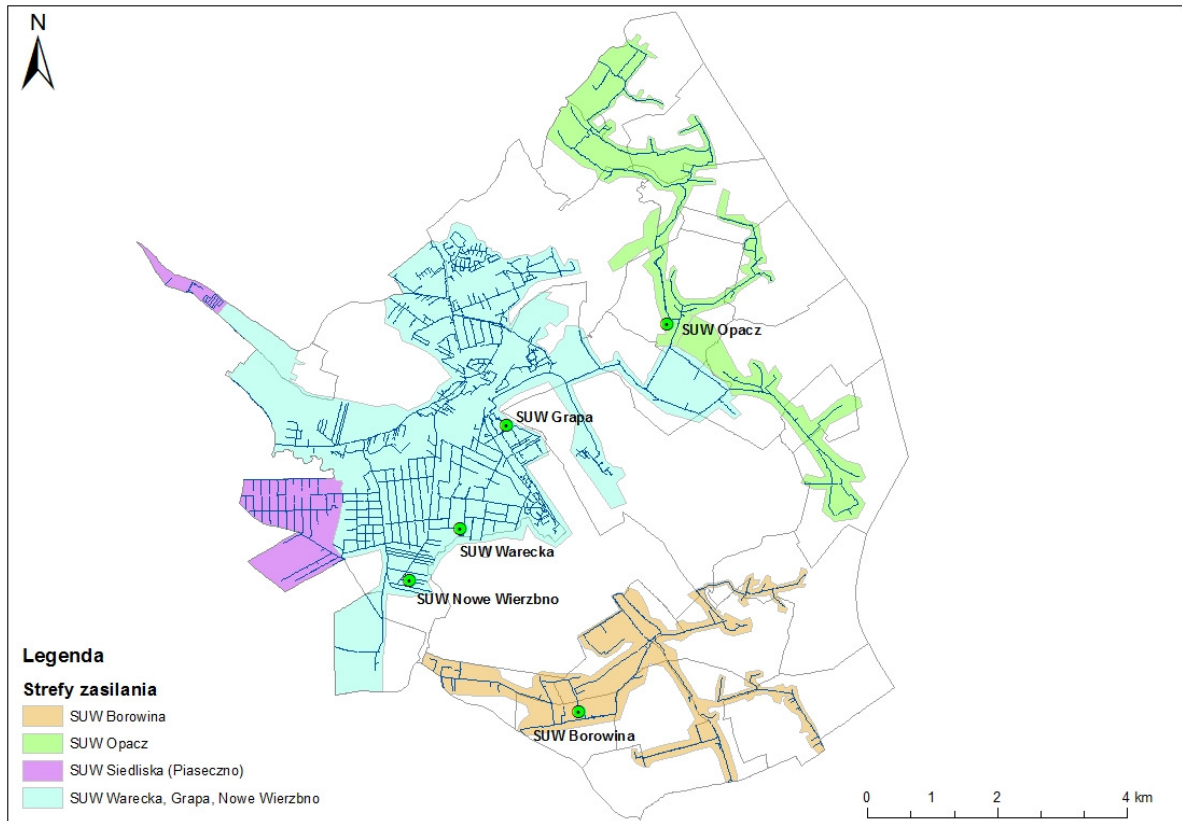 N
SUW Opacz
SUW Grapa
SUW Warecka
SUW Nowe Wierzbno
SUW Borowina
Legenda
Strefy zasilania
SUW Borowina
SUW Opacz
SUW Siedliska (Piaseczno)
SUW Warecka, Grapa, Nowe Wierzbno
0 1 2 4 km